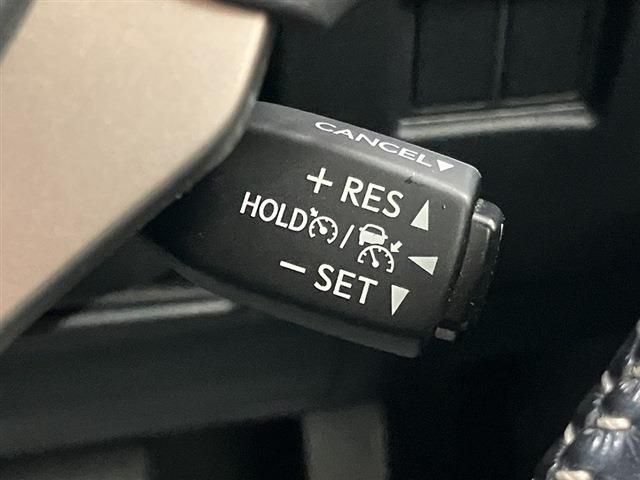 CANCEL▼
+ RES ▲
HOLD / ◀
− SET ▼